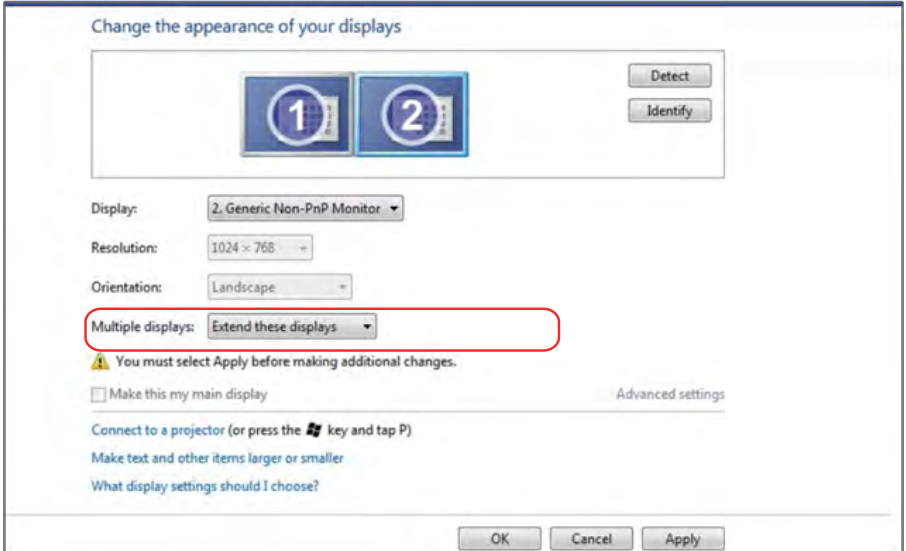 Change the appearance of your displays
1 2
Detect
Identify
Display: 2. Generic Non-PnP Monitor
Resolution: 1024 × 768
Orientation: Landscape
Multiple displays: Extend these displays
You must select Apply before making additional changes.
Make this my main display Advanced settings
Connect to a projector (or press the key and tap P)
Make text and other items larger or smaller
What display settings should I choose?
OK Cancel Apply